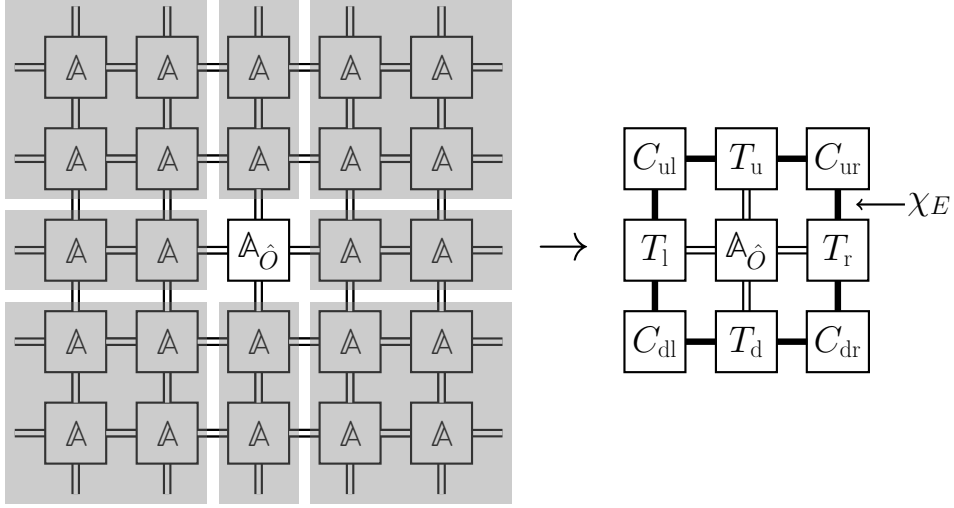 𝔸 𝔸 𝔸 𝔸 𝔸
𝔸 𝔸 𝔸 𝔸 𝔸
𝔸 𝔸 𝔸_Ô 𝔸 𝔸
𝔸 𝔸 𝔸 𝔸 𝔸
𝔸 𝔸 𝔸 𝔸 𝔸
→
C_ul T_u C_ur
← χ_E
T_l 𝔸_Ô T_r
C_dl T_d C_dr